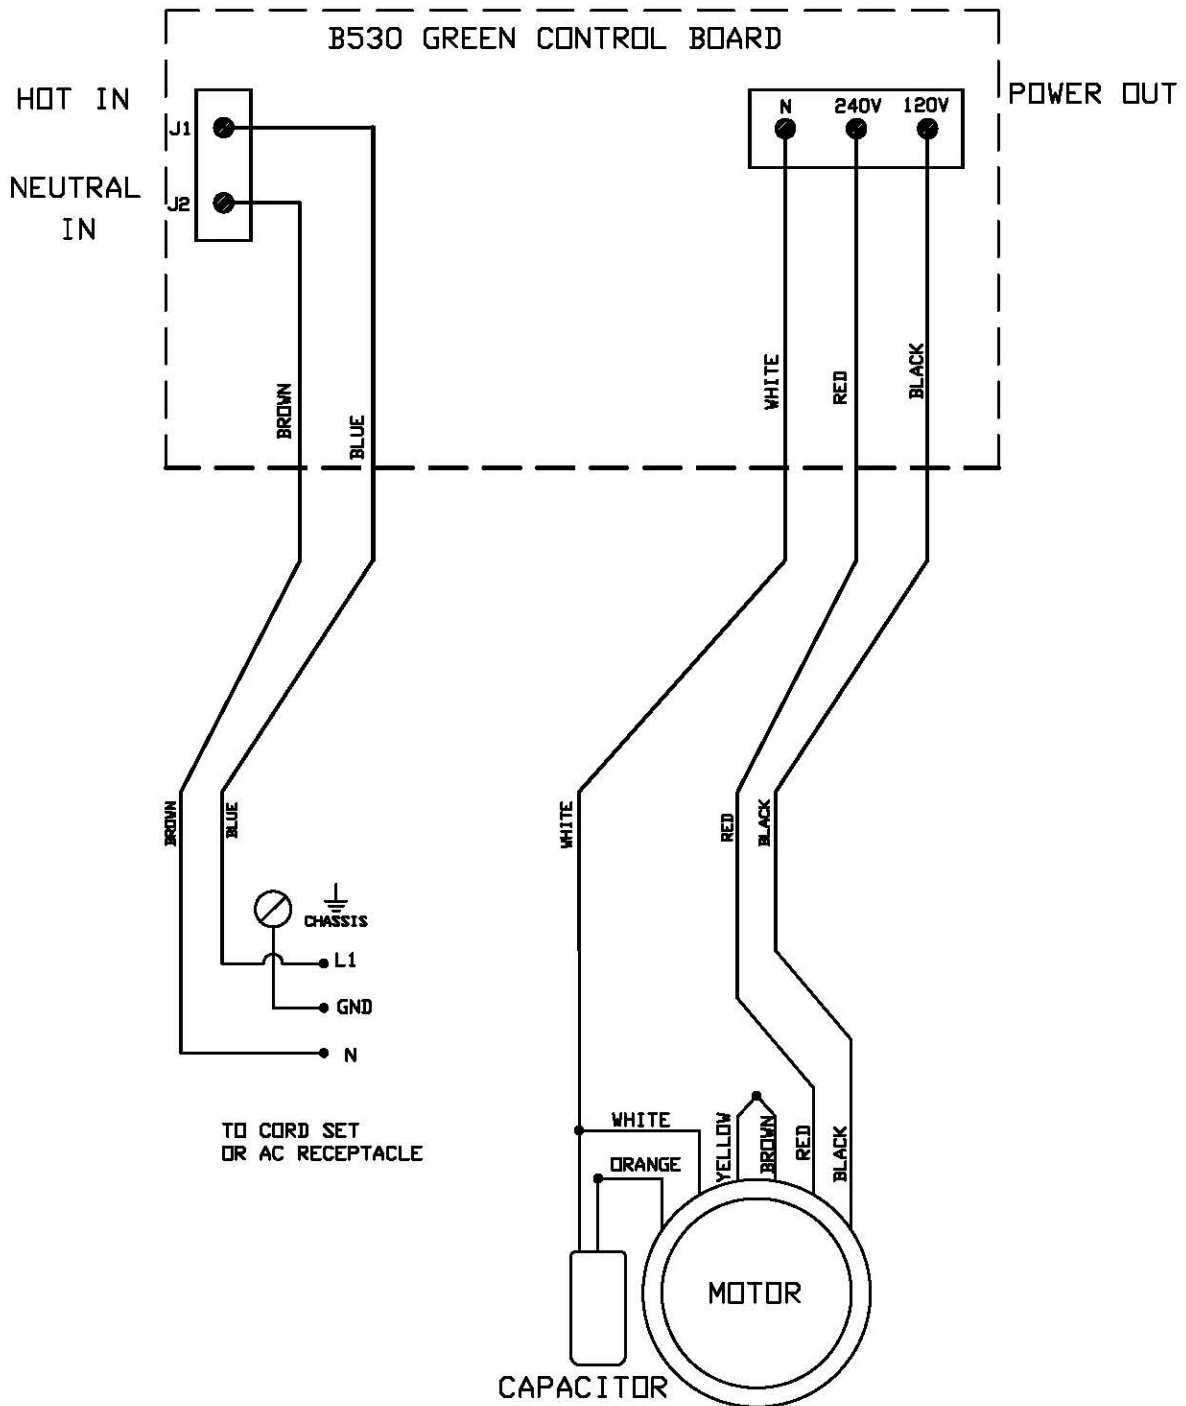 B530 GREEN CONTROL BOARD
HOT IN
J1
NEUTRAL
IN
J2
N 240V 120V
POWER OUT
BROWN
BLUE
WHITE
RED
BLACK
BROWN
BLUE
WHITE
RED
BLACK
CHASSIS
L1
GND
N
TO CORD SET
OR AC RECEPTACLE
WHITE
ORANGE
YELLOW
BROWN
RED
BLACK
MOTOR
CAPACITOR